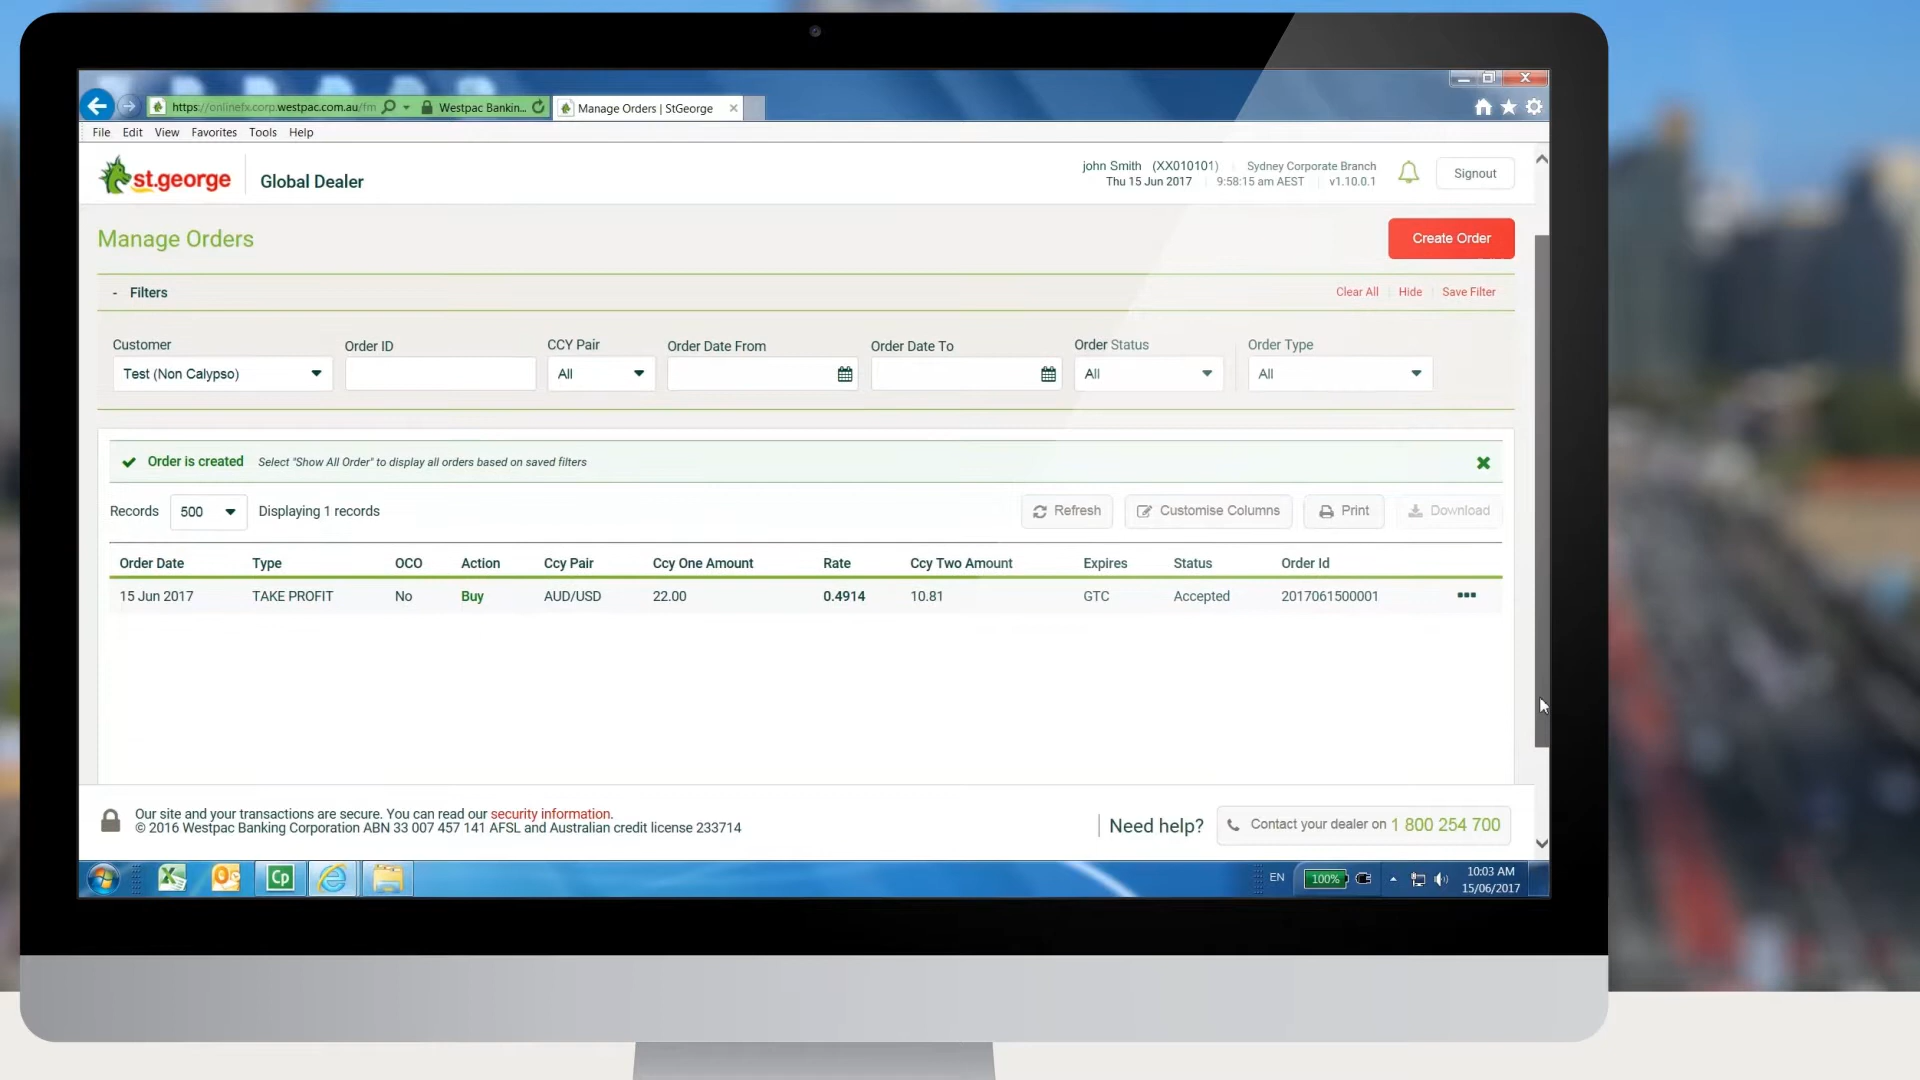 https://onlinefx.corp.westpac.com.au/fm
Westpac Bankin...
Manage Orders | StGeorge
File Edit View Favorites Tools Help
st.george
Global Dealer
john Smith (XX010101) Sydney Corporate Branch
Thu 15 Jun 2017 9:58:15 am AEST v1.10.0.1
Signout
Manage Orders
Create Order
- Filters
Clear All Hide Save Filter
Customer Order ID CCY Pair Order Date From Order Date To Order Status Order Type
Test (Non Calypso) All All All
Order is created Select "Show All Order" to display all orders based on saved filters
Records 500 Displaying 1 records
Refresh Customise Columns Print Download
Order Date Type OCO Action Ccy Pair Ccy One Amount Rate Ccy Two Amount Expires Status Order Id
15 Jun 2017 TAKE PROFIT No Buy AUD/USD 22.00 0.4914 10.81 GTC Accepted 2017061500001
Our site and your transactions are secure. You can read our security information.
© 2016 Westpac Banking Corporation ABN 33 007 457 141 AFSL and Australian credit license 233714
Need help? Contact your dealer on 1 800 254 700
Cp
EN 100%
10:03 AM
15/06/2017